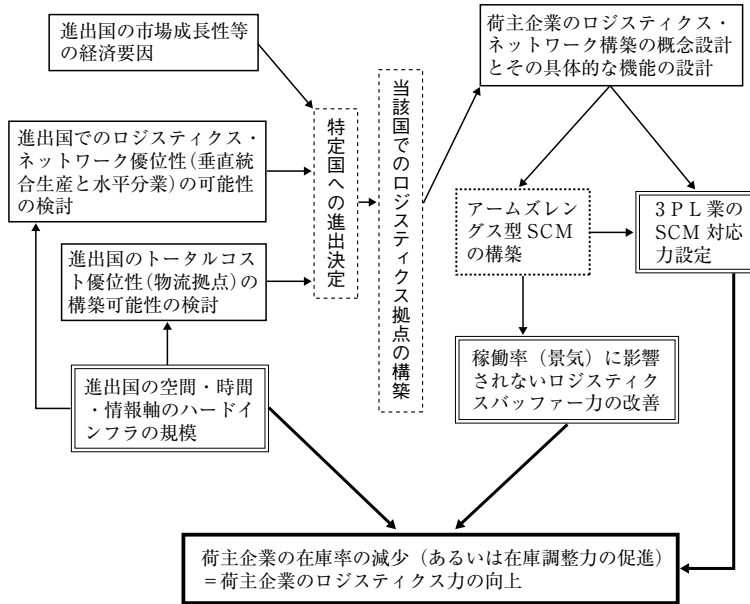 進出国の市場成長性等
の経済要因
進出国でのロジスティクス・
ネットワーク優位性(垂直統
合生産と水平分業)の可能性
の検討
進出国のトータルコス
ト優位性(物流拠点)の
構築可能性の検討
進出国の空間・時間
・情報軸のハードイ
ンフラの規模
特定国への進出決定
当該国でのロジスティクス拠点の構築
荷主企業のロジスティクス・
ネットワーク構築の概念設計
とその具体的な機能の設計
アームズレン
グス型 SCM
の構築
3PL業の
SCM 対応
力設定
稼働率（景気）に影響
されないロジスティク
スバッファー力の改善
荷主企業の在庫率の減少（あるいは在庫調整力の促進）
＝荷主企業のロジスティクス力の向上